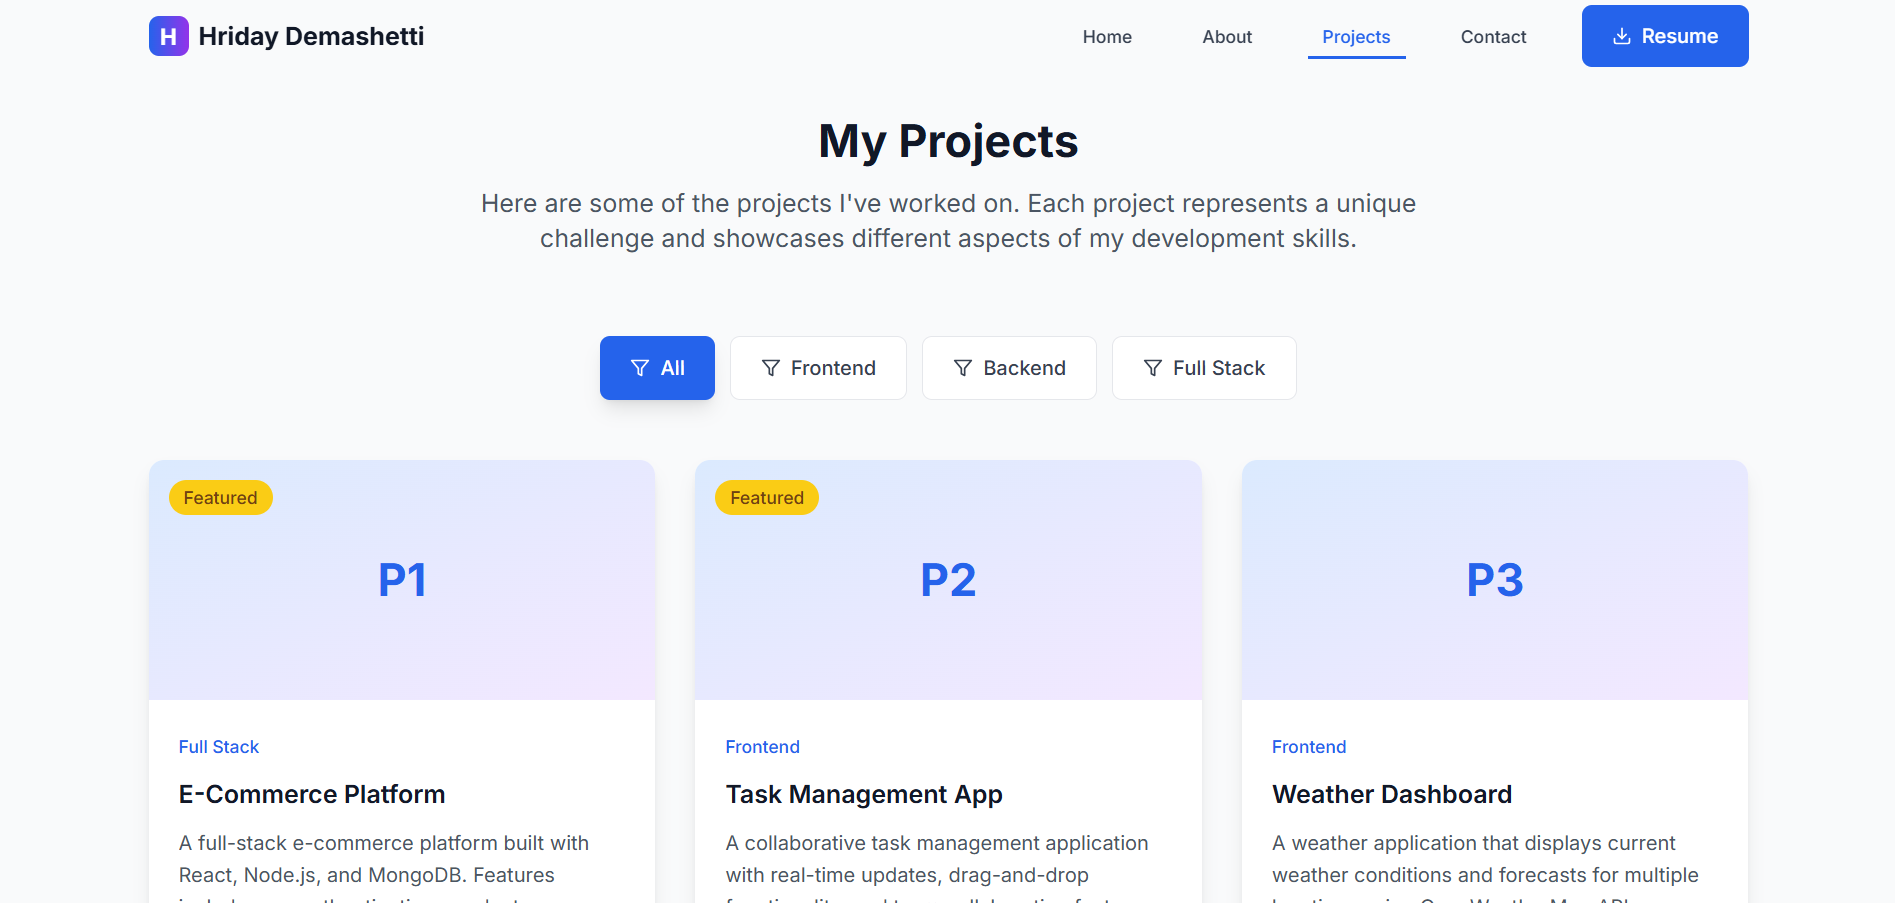 H Hriday Demashetti
Home About Projects Contact Resume
My Projects
Here are some of the projects I've worked on. Each project represents a unique
challenge and showcases different aspects of my development skills.
All Frontend Backend Full Stack
Featured
P1
Full Stack
E-Commerce Platform
A full-stack e-commerce platform built with
React, Node.js, and MongoDB. Features
Featured
P2
Frontend
Task Management App
A collaborative task management application
with real-time updates, drag-and-drop
P3
Frontend
Weather Dashboard
A weather application that displays current
weather conditions and forecasts for multiple